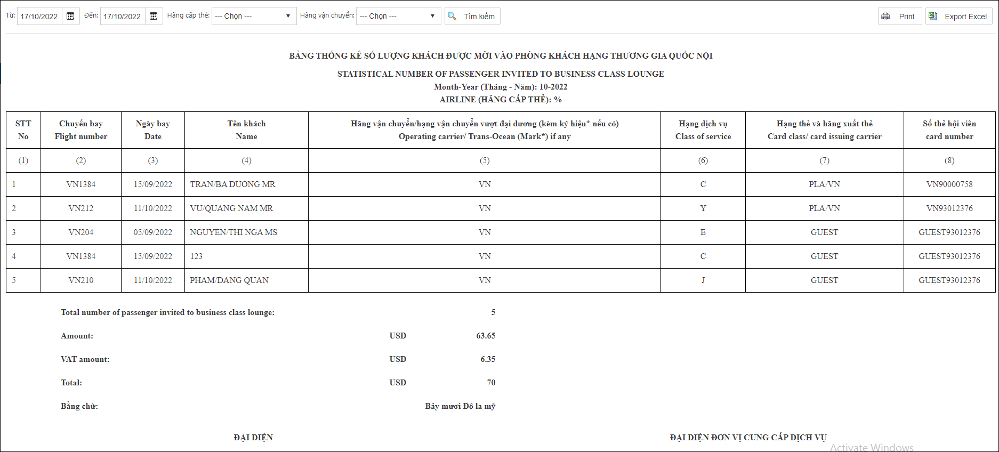 Từ: 17/10/2022 Đến: 17/10/2022 Hãng cấp thẻ: --- Chọn --- Hãng vận chuyển: --- Chọn --- Tìm kiếm Print Export Excel
BẢNG THỐNG KÊ SỐ LƯỢNG KHÁCH ĐƯỢC MỜI VÀO PHÒNG KHÁCH HẠNG THƯƠNG GIA QUỐC NỘI
STATISTICAL NUMBER OF PASSENGER INVITED TO BUSINESS CLASS LOUNGE
Month-Year (Tháng - Năm): 10-2022
AIRLINE (HÃNG CẤP THẺ): %
STT Chuyến bay Ngày bay Tên khách Hãng vận chuyển/hạng vận chuyển vượt đại dương (kèm ký hiệu* nếu có) Hạng dịch vụ Hạng thẻ và hãng xuất thẻ Số thẻ hội viên
No Flight number Date Name Operating carrier/ Trans-Ocean (Mark*) if any Class of service Card class/ card issuing carrier card number
(1) (2) (3) (4) (5) (6) (7) (8)
1 VN1384 15/09/2022 TRAN/BA DUONG MR VN C PLA/VN VN90000758
2 VN212 11/10/2022 VU/QUANG NAM MR VN Y PLA/VN VN93012376
3 VN204 05/09/2022 NGUYEN/THI NGA MS VN E GUEST GUEST93012376
4 VN1384 15/09/2022 123 VN C GUEST GUEST93012376
5 VN210 11/10/2022 PHAM/DANG QUAN VN J GUEST GUEST93012376
Total number of passenger invited to business class lounge: 5
Amount: USD 63.65
VAT amount: USD 6.35
Total: USD 70
Bằng chữ: Bảy mươi Đô la mỹ
ĐẠI DIỆN ĐẠI DIỆN ĐƠN VỊ CUNG CẤP DỊCH VỤ
Activate Windows